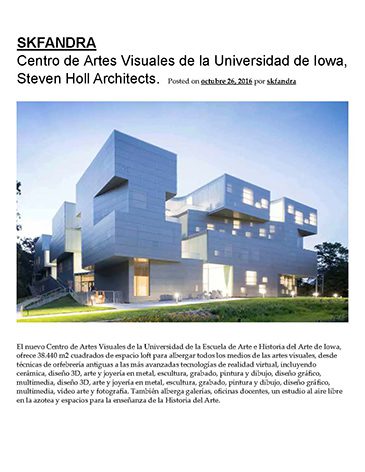 SKFANDRA
Centro de Artes Visuales de la Universidad de Iowa,
Steven Holl Architects. Posted on octubre 26, 2016 por skfandra
El nuevo Centro de Artes Visuales de la Universidad de la Escuela de Arte e Historia del Arte de Iowa,
ofrece 38.440 m2 cuadrados de espacio loft para albergar todos los medios de las artes visuales, desde
técnicas de orfebrería antiguas a las más avanzadas tecnologías de realidad virtual, incluyendo
cerámica, diseño 3D, arte y joyería en metal, escultura, grabado, pintura y dibujo, diseño gráfico,
multimedia, diseño 3D, arte y joyería en metal, escultura, grabado, pintura y dibujo, diseño gráfico,
multimedia, video arte y fotografía. También alberga galerías, oficinas docentes, un estudio al aire libre
en la azotea y espacios para la enseñanza de la Historia del Arte.